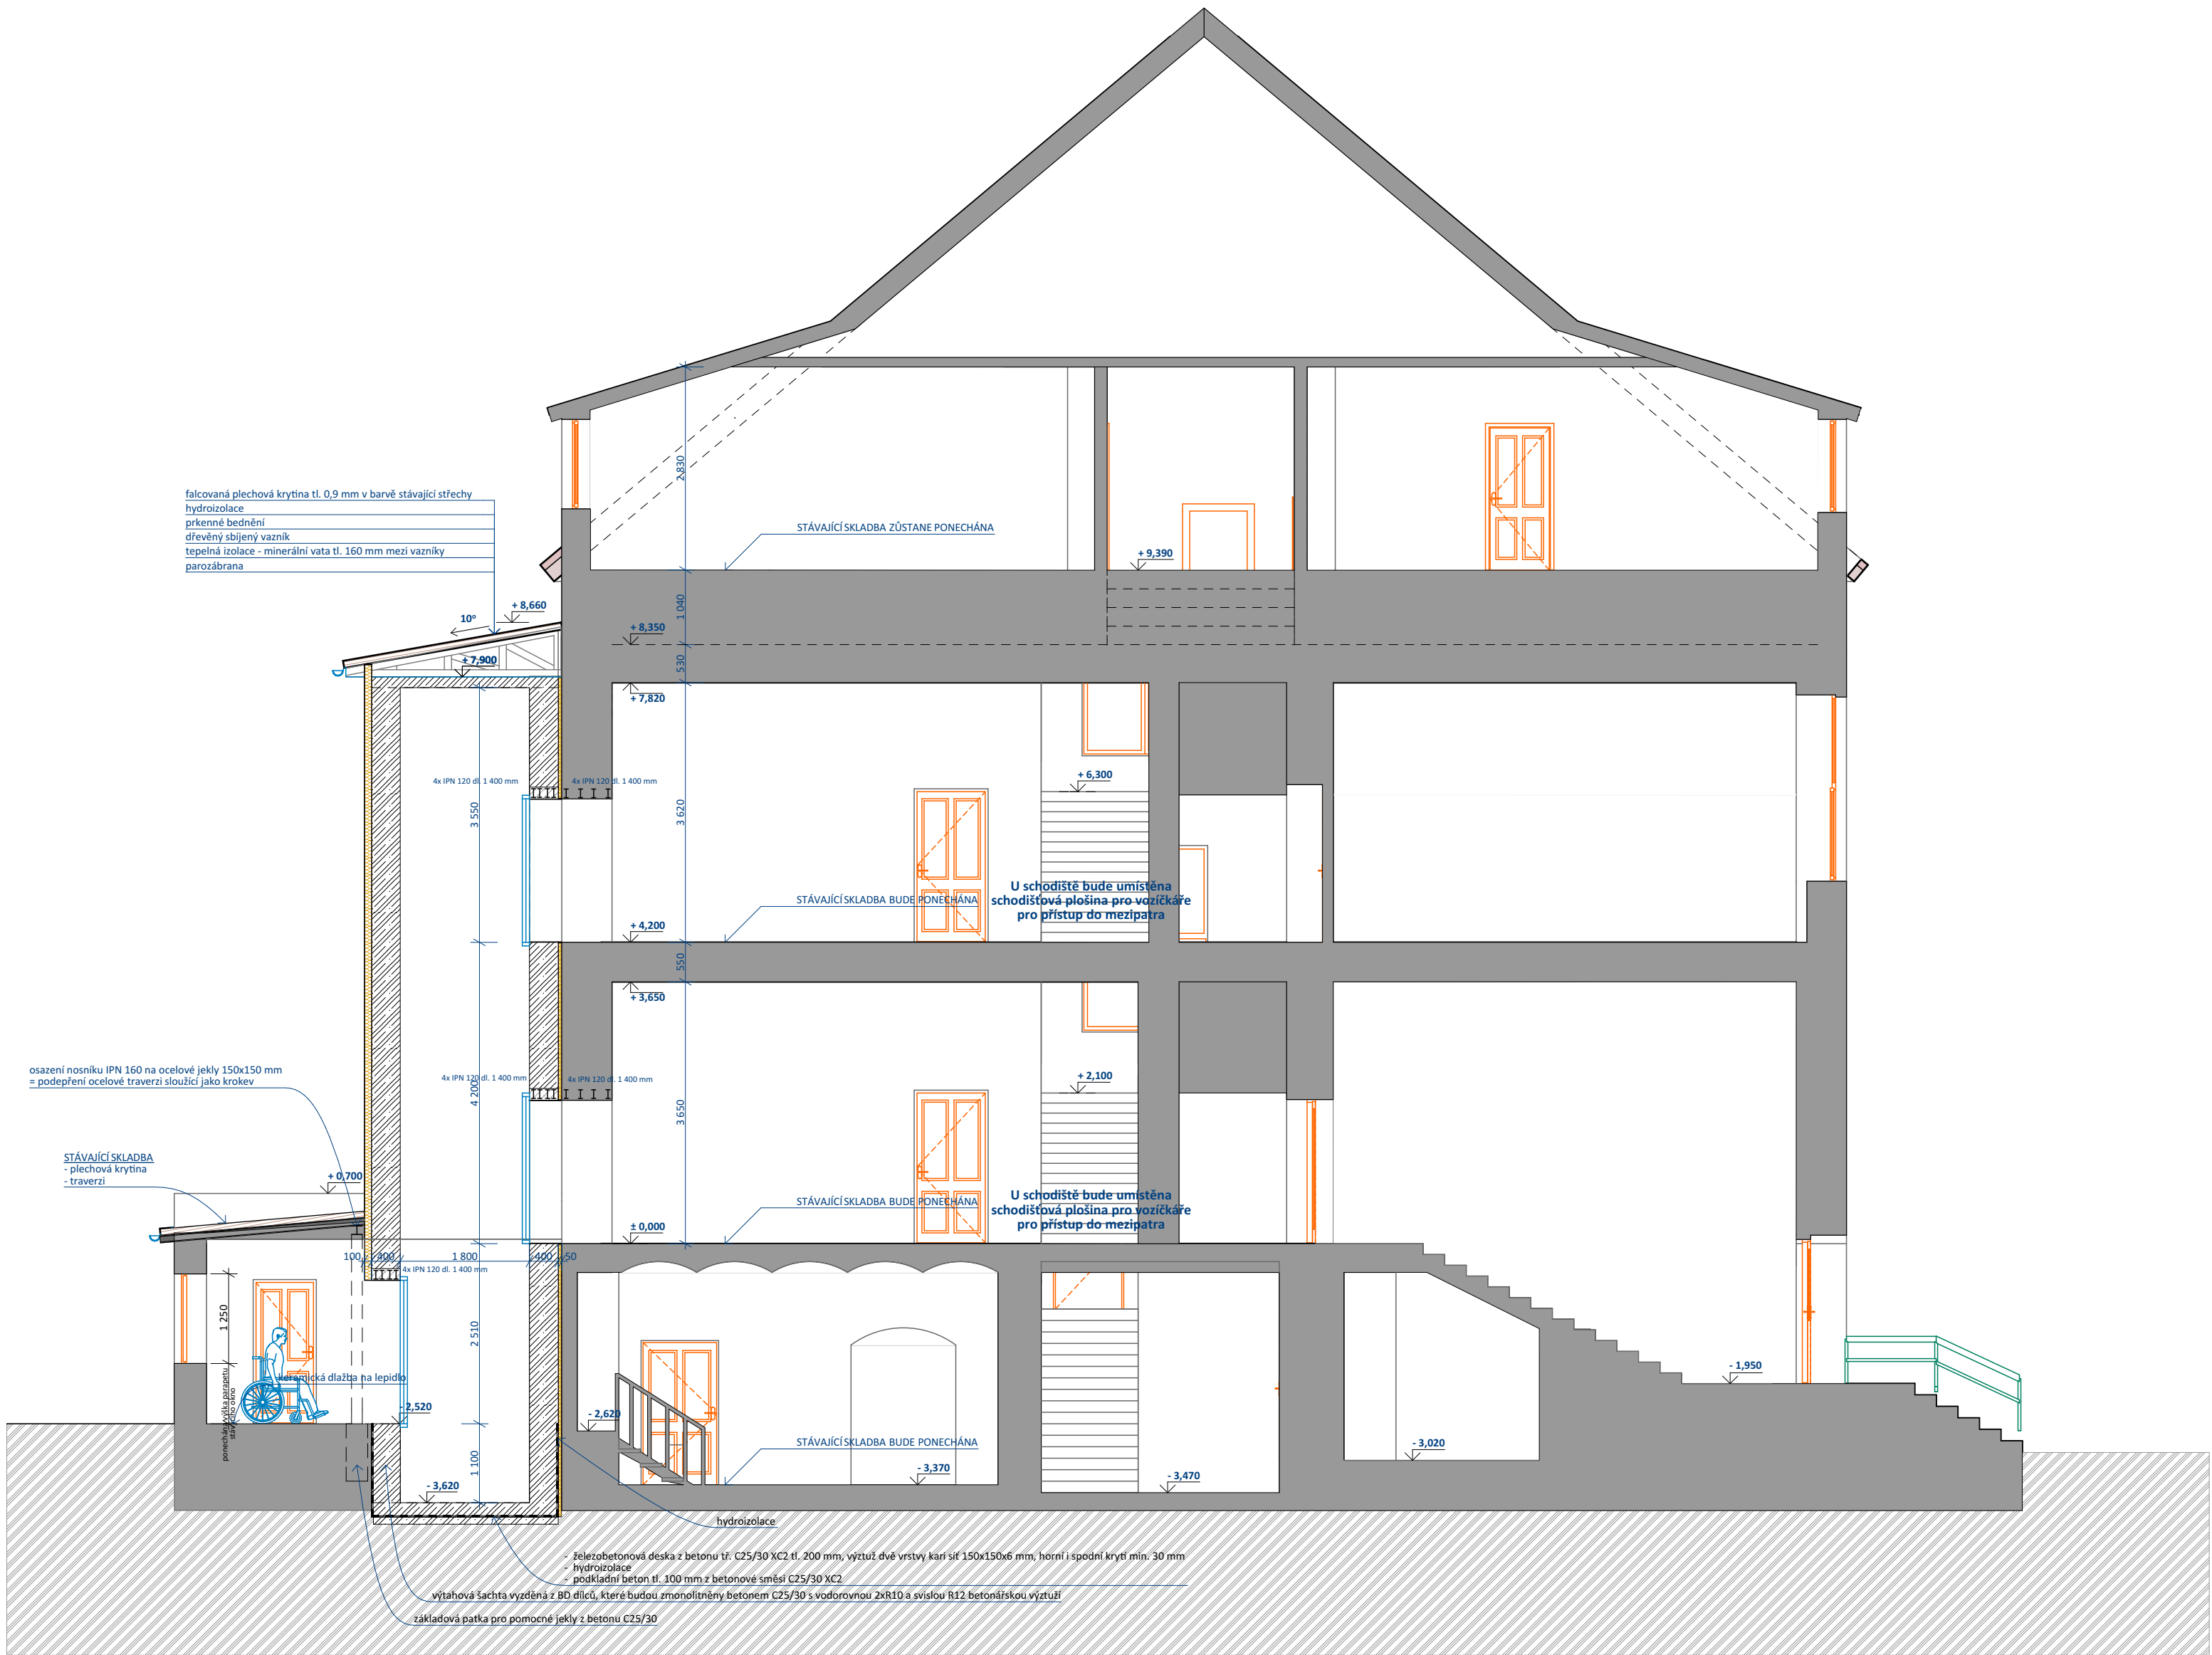 falcovaná plechová krytina tl. 0,9 mm v barvě stávající střechy
hydroizolace
prkenné bednění
dřevěný sbíjený vazník
tepelná izolace - minerální vata tl. 160 mm mezi vazníky
parozábrana
10°
+ 8,660
+ 7,900
2 830
STÁVAJÍCÍ SKLADBA ZŮSTANE PONECHÁNA
+ 9,390
1 040
+ 8,350
530
+ 7,820
4x IPN 120 dl. 1 400 mm
4x IPN 120 dl. 1 400 mm
+ 6,300
3 550
3 620
U schodiště bude umístěna
schodišťová plošina pro vozíčkáře
pro přístup do mezipatra
STÁVAJÍCÍ SKLADBA BUDE PONECHÁNA
+ 4,200
550
+ 3,650
osazení nosníku IPN 160 na ocelové jekly 150x150 mm
= podepření ocelové traverzi sloužící jako krokev
4x IPN 120 dl. 1 400 mm
4x IPN 120 dl. 1 400 mm
+ 2,100
4 200
3 650
STÁVAJÍCÍ SKLADBA
- plechová krytina
- traverzi
+ 0,700
U schodiště bude umístěna
schodišťová plošina pro vozíčkáře
pro přístup do mezipatra
STÁVAJÍCÍ SKLADBA BUDE PONECHÁNA
± 0,000
100
400
1 800
400
50
4x IPN 120 dl. 1 400 mm
1 250
2 510
keramická dlažba na lepidlo
ponechána výška parapetu
stávajícího okno
- 2,520
- 1,950
- 2,620
STÁVAJÍCÍ SKLADBA BUDE PONECHÁNA
- 3,020
1 100
- 3,370
- 3,470
- 3,620
hydroizolace
- železobetonová deska z betonu tř. C25/30 XC2 tl. 200 mm, výztuž dvě vrstvy kari síť 150x150x6 mm, horní i spodní krytí min. 30 mm
- hydroizolace
- podkladní beton tl. 100 mm z betonové směsi C25/30 XC2
výtahová šachta vyzděná z BD dílců, které budou zmonolitněny betonem C25/30 s vodorovnou 2xR10 a svislou R12 betonářskou výztuží
základová patka pro pomocné jekly z betonu C25/30